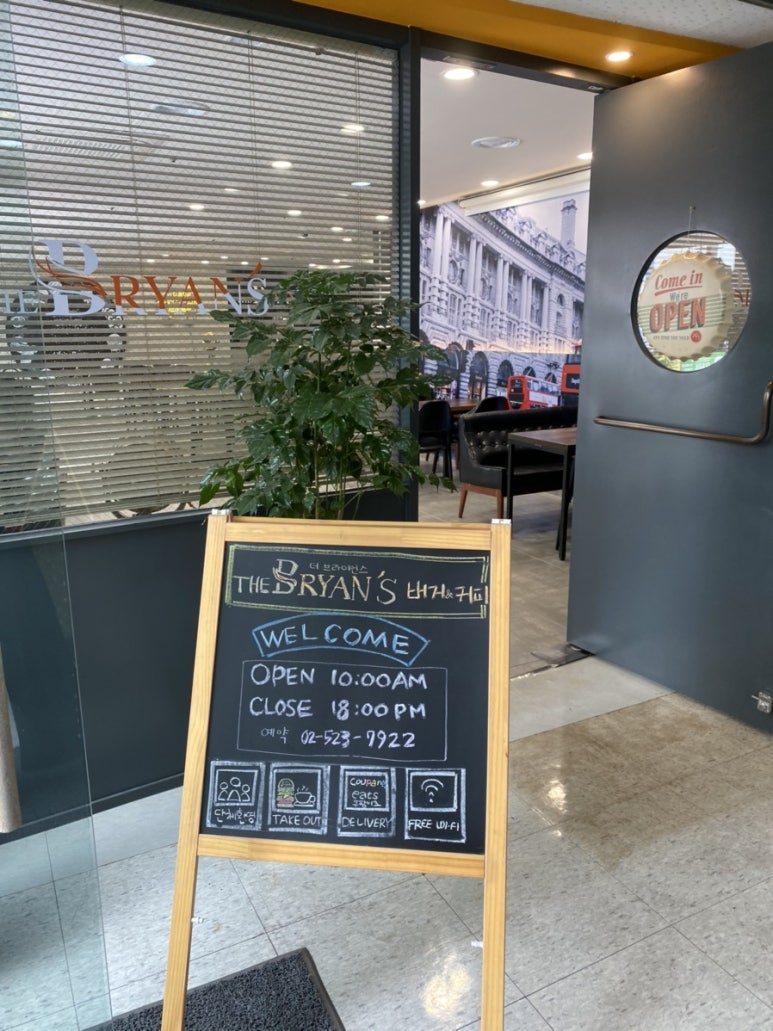 THE BRYAN'S
Come in
We're
OPEN
더 브라이언스
THE BRYAN'S 버거&커피
WELCOME
OPEN 10:00AM
CLOSE 18:00PM
예약 02-523-7922
단체환영
TAKE OUT
COUPANG
eats
DELIVERY
FREE WI-FI